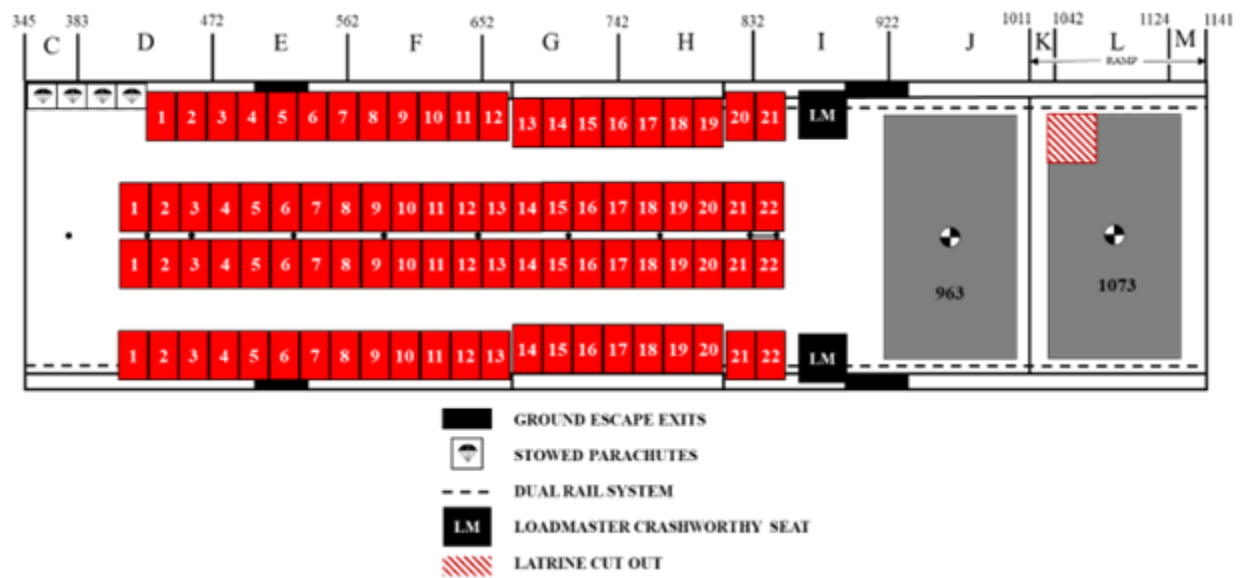 345 383 472 562 652 742 832 922 1011 1042 1124 1141
C D E F G H I J K L M
RAMP
1 2 3 4 5 6 7 8 9 10 11 12 13 14 15 16 17 18 19 20 21 LM
1 2 3 4 5 6 7 8 9 10 11 12 13 14 15 16 17 18 19 20 21 22
1 2 3 4 5 6 7 8 9 10 11 12 13 14 15 16 17 18 19 20 21 22
963 1073
1 2 3 4 5 6 7 8 9 10 11 12 13 14 15 16 17 18 19 20 21 22 LM
GROUND ESCAPE EXITS
STOWED PARACHUTES
DUAL RAIL SYSTEM
LM LOADMASTER CRASHWORTHY SEAT
LATRINE CUT OUT